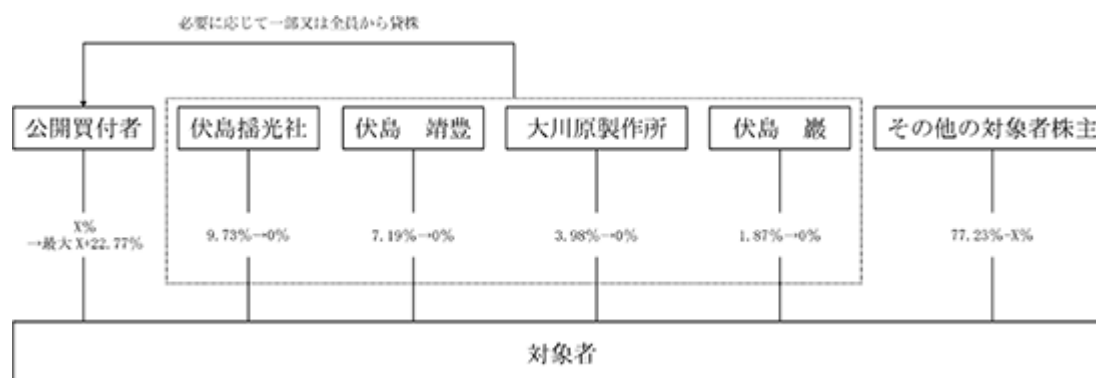 必要に応じて一部又は全員から貸株
公開買付者
伏島揺光社
伏島 靖豊
大川原製作所
伏島 巖
その他の対象者株主
X%
→最大 X+22.77%
9.73%→0%
7.19%→0%
3.98%→0%
1.87%→0%
77.23%-X%
対象者